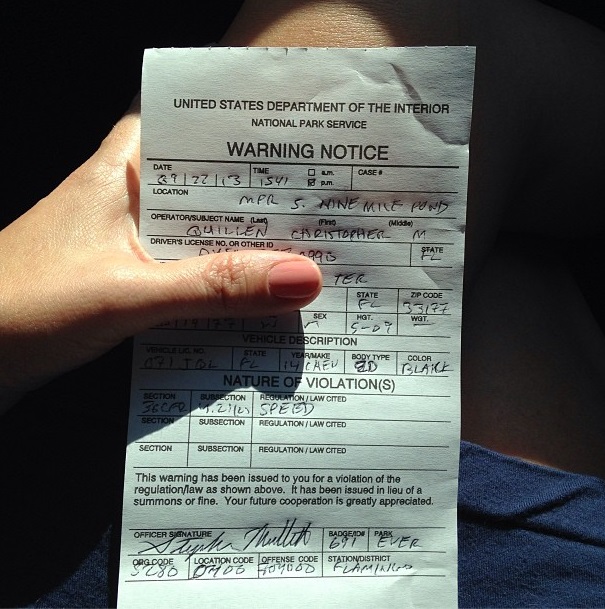 UNITED STATES DEPARTMENT OF THE INTERIOR
NATIONAL PARK SERVICE
WARNING NOTICE
DATE TIME a.m. CASE #
09/22/13 1541 p.m.
LOCATION MPR S. NINE MILE POND
OPERATOR/SUBJECT NAME (Last) (First) (Middle)
QUILLEN CHRISTOPHER M
DRIVER'S LICENSE NO. OR OTHER ID STATE
FL
TER
STATE ZIP CODE
FL
SEX HGT. WGT.
M 5-09
VEHICLE DESCRIPTION
VEHICLE LIC. NO. STATE YEAR/MAKE BODY TYPE COLOR
FL 14 CHEV BLACK
NATURE OF VIOLATION(S)
SECTION SUBSECTION REGULATION / LAW CITED
36CFR 4.21(c) SPEED
SECTION SUBSECTION REGULATION / LAW CITED
SECTION SUBSECTION REGULATION / LAW CITED
This warning has been issued to you for a violation of the
regulation/law as shown above. It has been issued in lieu of a
summons or fine. Your future cooperation is greatly appreciated.
OFFICER SIGNATURE BADGE/ID# PARK
691 EVER
ORG CODE LOCATION CODE OFFENSE CODE STATION/DISTRICT
5280 FLAMINGO